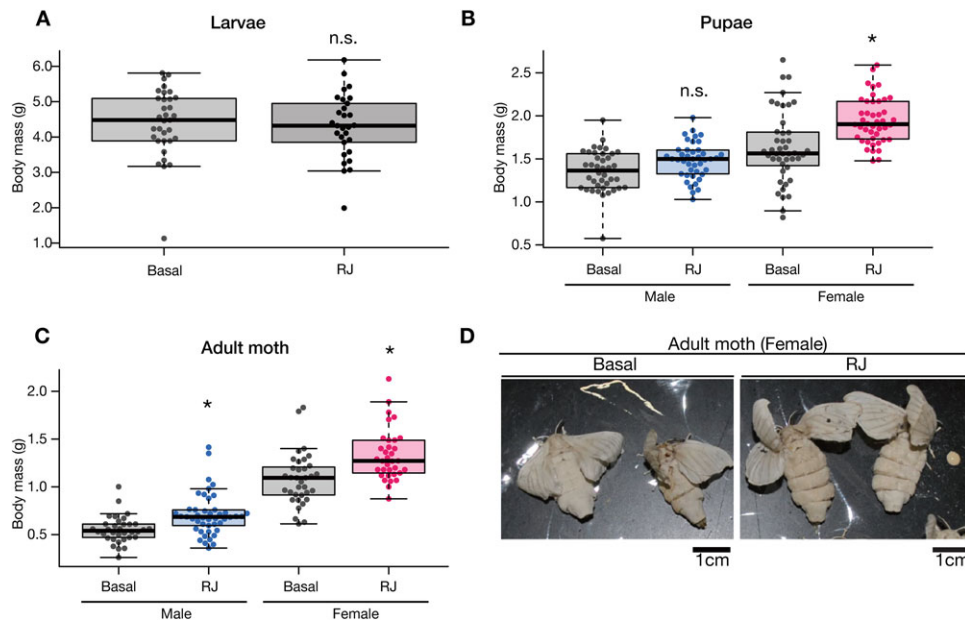 A
Larvae
n.s.
Body mass (g)
6.0
5.0
4.0
3.0
2.0
1.0
Basal
RJ
B
Pupae
*
n.s.
Body mass (g)
2.5
2.0
1.5
1.0
0.5
Basal
RJ
Basal
RJ
Male
Female
C
Adult moth
*
*
Body mass (g)
2.0
1.5
1.0
0.5
Basal
RJ
Basal
RJ
Male
Female
D
Adult moth (Female)
Basal
RJ
1cm
1cm